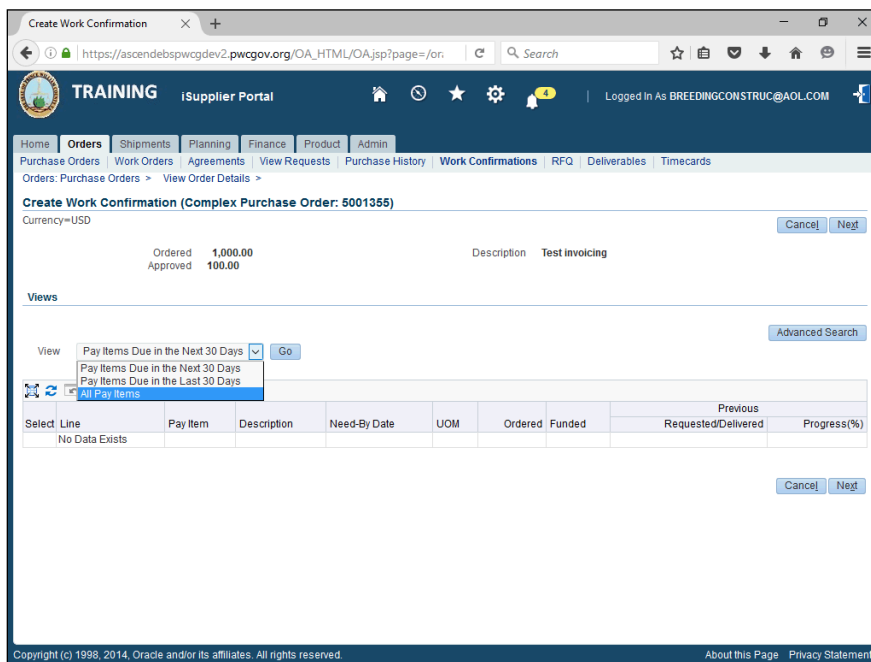 Create Work Confirmation
https://ascendebspwcgdev2.pwcgov.org/OA_HTML/OA.jsp?page=/or
Search
TRAINING iSupplier Portal 4 Logged In As BREEDINGCONSTRUC@AOL.COM
Home Orders Shipments Planning Finance Product Admin
Purchase Orders | Work Orders | Agreements | View Requests | Purchase History | Work Confirmations | RFQ | Deliverables | Timecards
Orders: Purchase Orders > View Order Details >
Create Work Confirmation (Complex Purchase Order: 5001355)
Currency=USD
Cancel Next
Ordered 1,000.00 Description Test invoicing
Approved 100.00
Views
Advanced Search
View Pay Items Due in the Next 30 Days Go
Pay Items Due in the Next 30 Days
Pay Items Due in the Last 30 Days
All Pay Items
Previous
Select Line Pay Item Description Need-By Date UOM Ordered Funded Requested/Delivered Progress(%)
No Data Exists
Cancel Next
Copyright (c) 1998, 2014, Oracle and/or its affiliates. All rights reserved. About this Page Privacy Statement